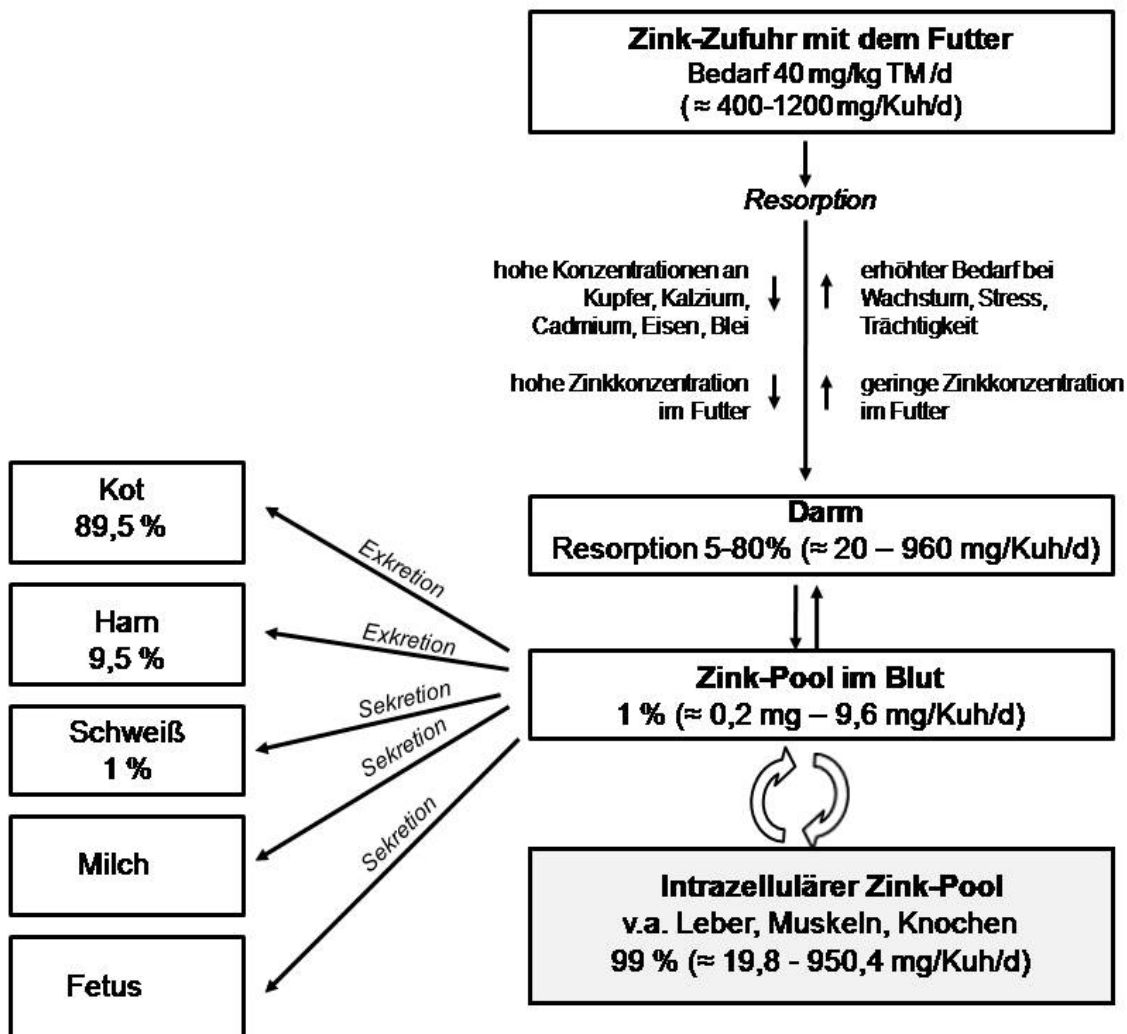 Zink-Zufuhr mit dem Futter
Bedarf 40 mg/kg TM/d
( ≈ 400-1200 mg/Kuh/d)
Resorption
hohe Konzentrationen an
Kupfer, Kalzium,
Cadmium, Eisen, Blei
erhöhter Bedarf bei
Wachstum, Stress,
Trächtigkeit
hohe Zinkkonzentration
im Futter
geringe Zinkkonzentration
im Futter
Darm
Resorption 5-80% (≈ 20 – 960 mg/Kuh/d)
Kot
89,5 %
Exkretion
Harn
9,5 %
Exkretion
Zink-Pool im Blut
1 % (≈ 0,2 mg – 9,6 mg/Kuh/d)
Schweiß
1 %
Sekretion
Milch
Sekretion
Fetus
Sekretion
Intrazellulärer Zink-Pool
v.a. Leber, Muskeln, Knochen
99 % (≈ 19,8 - 950,4 mg/Kuh/d)